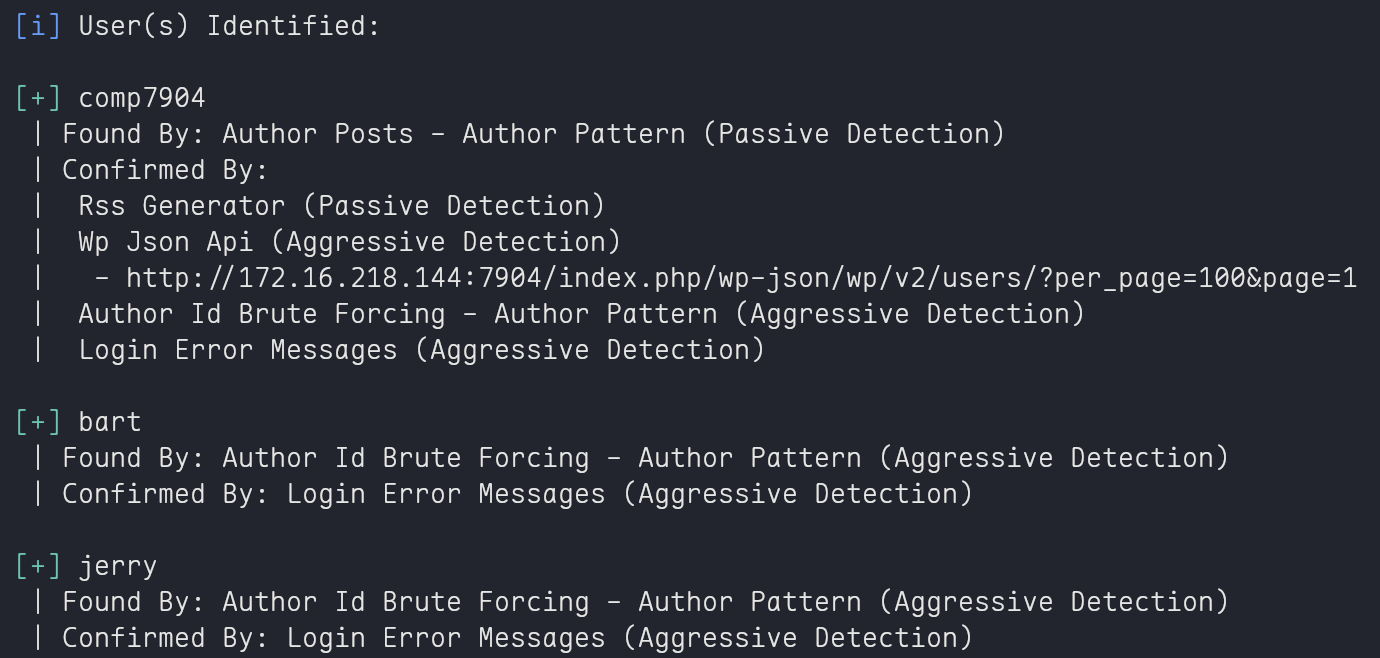 [i] User(s) Identified:
[+] comp7904
| Found By: Author Posts - Author Pattern (Passive Detection)
| Confirmed By:
|  Rss Generator (Passive Detection)
|  Wp Json Api (Aggressive Detection)
|   - http://172.16.218.144:7904/index.php/wp-json/wp/v2/users/?per_page=100&page=1
|  Author Id Brute Forcing - Author Pattern (Aggressive Detection)
|  Login Error Messages (Aggressive Detection)
[+] bart
| Found By: Author Id Brute Forcing - Author Pattern (Aggressive Detection)
| Confirmed By: Login Error Messages (Aggressive Detection)
[+] jerry
| Found By: Author Id Brute Forcing - Author Pattern (Aggressive Detection)
| Confirmed By: Login Error Messages (Aggressive Detection)